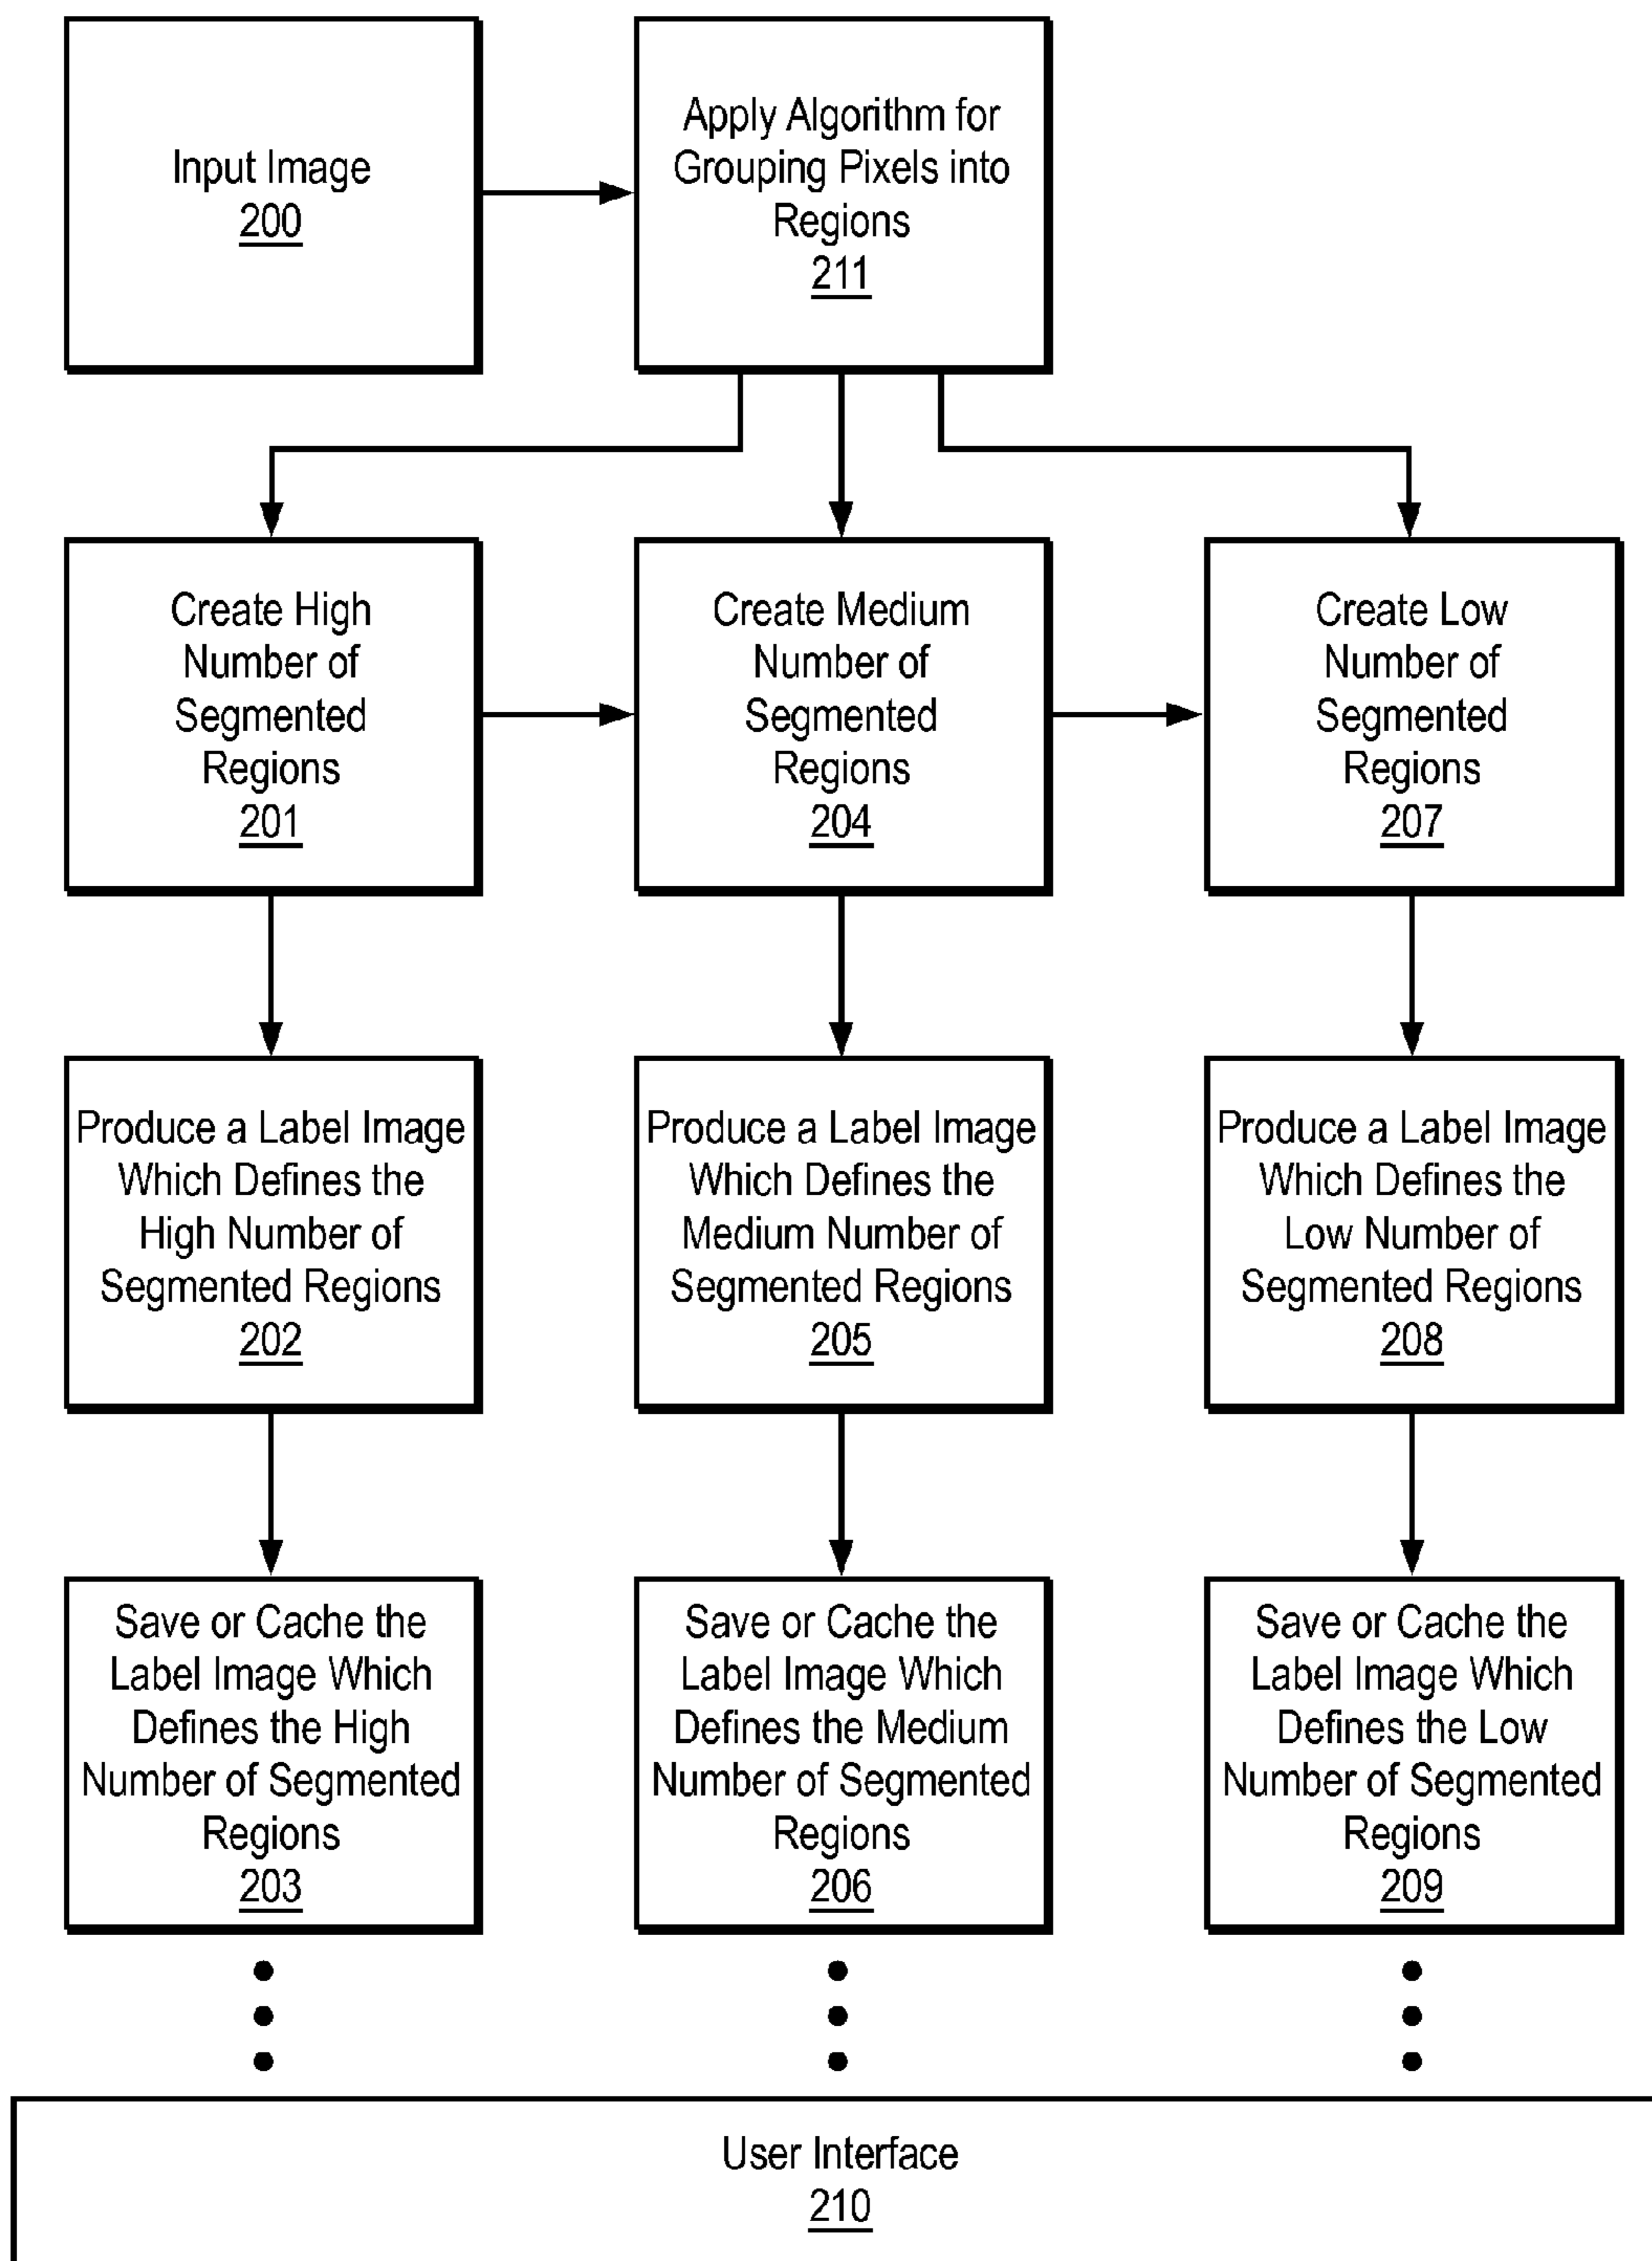 Input Image
200
Apply Algorithm for
Grouping Pixels into
Regions
211
Create High
Number of
Segmented
Regions
201
Create Medium
Number of
Segmented
Regions
204
Create Low
Number of
Segmented
Regions
207
Produce a Label Image
Which Defines the
High Number of
Segmented Regions
202
Produce a Label Image
Which Defines the
Medium Number of
Segmented Regions
205
Produce a Label Image
Which Defines the
Low Number of
Segmented Regions
208
Save or Cache the
Label Image Which
Defines the High
Number of Segmented
Regions
203
Save or Cache the
Label Image Which
Defines the Medium
Number of Segmented
Regions
206
Save or Cache the
Label Image Which
Defines the Low
Number of Segmented
Regions
209
User Interface
210